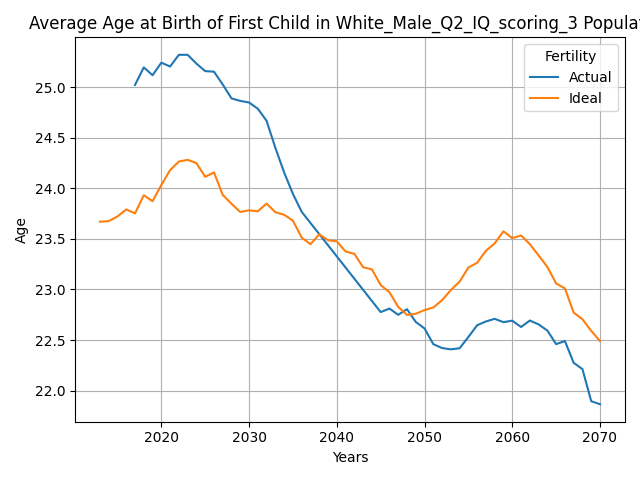 Average Age at Birth of First Child in White_Male_Q2_IQ_scoring_3
Fertility
Actual
Ideal
25.0
24.5
24.0
23.5
23.0
22.5
22.0
Age
2020 2030 2040 2050 2060 2070
Years